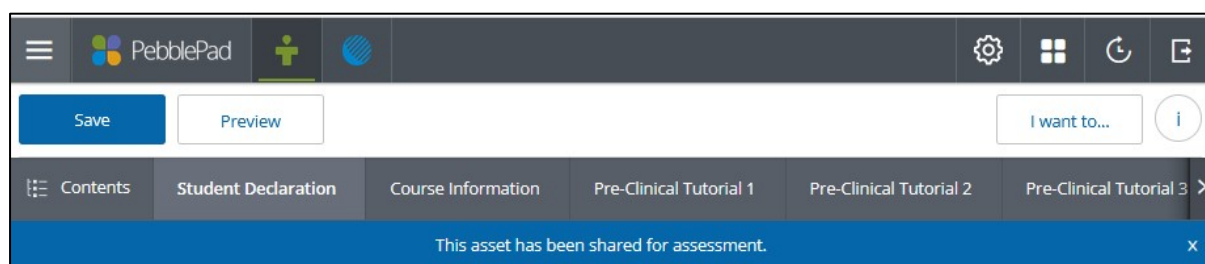 PebblePad
Save Preview I want to... i
Contents Student Declaration Course Information Pre-Clinical Tutorial 1 Pre-Clinical Tutorial 2 Pre-Clinical Tutorial 3
This asset has been shared for assessment. x